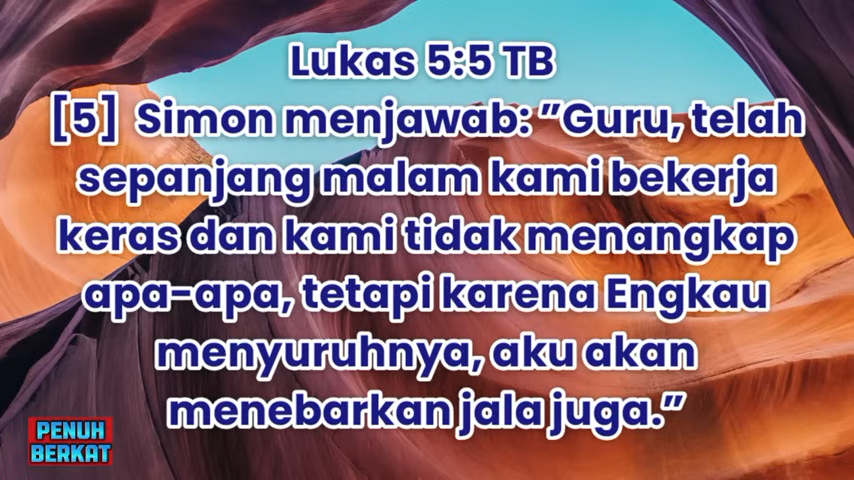 Lukas 5:5 TB
[5] Simon menjawab: "Guru, telah
sepanjang malam kami bekerja
keras dan kami tidak menangkap
apa-apa, tetapi karena Engkau
menyuruhnya, aku akan
menebarkan jala juga."
PENUH
BERKAT